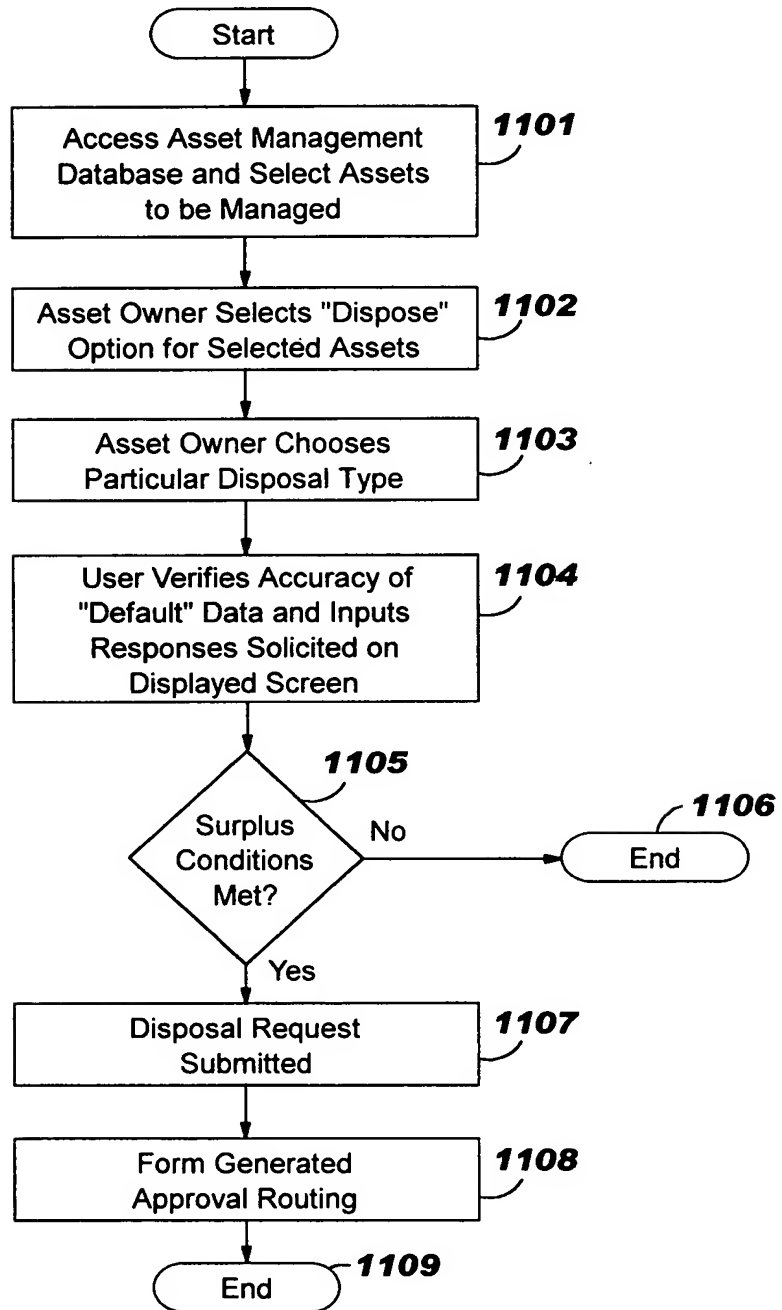 Start
Access Asset Management
Database and Select Assets
to be Managed
1101
Asset Owner Selects "Dispose"
Option for Selected Assets
1102
Asset Owner Chooses
Particular Disposal Type
1103
User Verifies Accuracy of
"Default" Data and Inputs
Responses Solicited on
Displayed Screen
1104
1105
Surplus
Conditions
Met?
No
1106
End
Yes
Disposal Request
Submitted
1107
Form Generated
Approval Routing
1108
End
1109